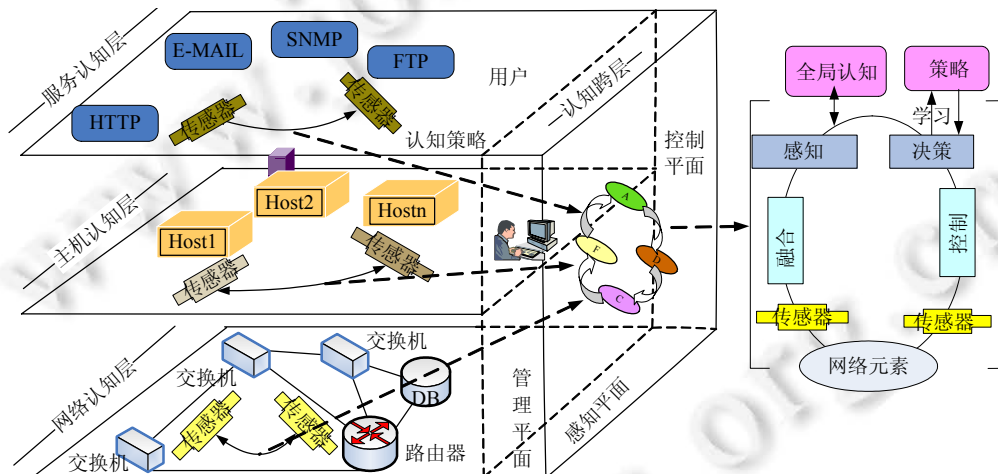 服务认知层
E-MAIL
SNMP
FTP
HTTP
传感器
传感器
用户
认知策略
认知跨层
控制
平面
主机认知层
Host1
Host2
Hostn
传感器
传感器
A
F
D
C
网络认知层
交换机
交换机
交换机
传感器
传感器
DB
路由器
管理平面
感知平面
全局认知
策略
学习
感知
决策
融合
控制
传感器
传感器
网络元素